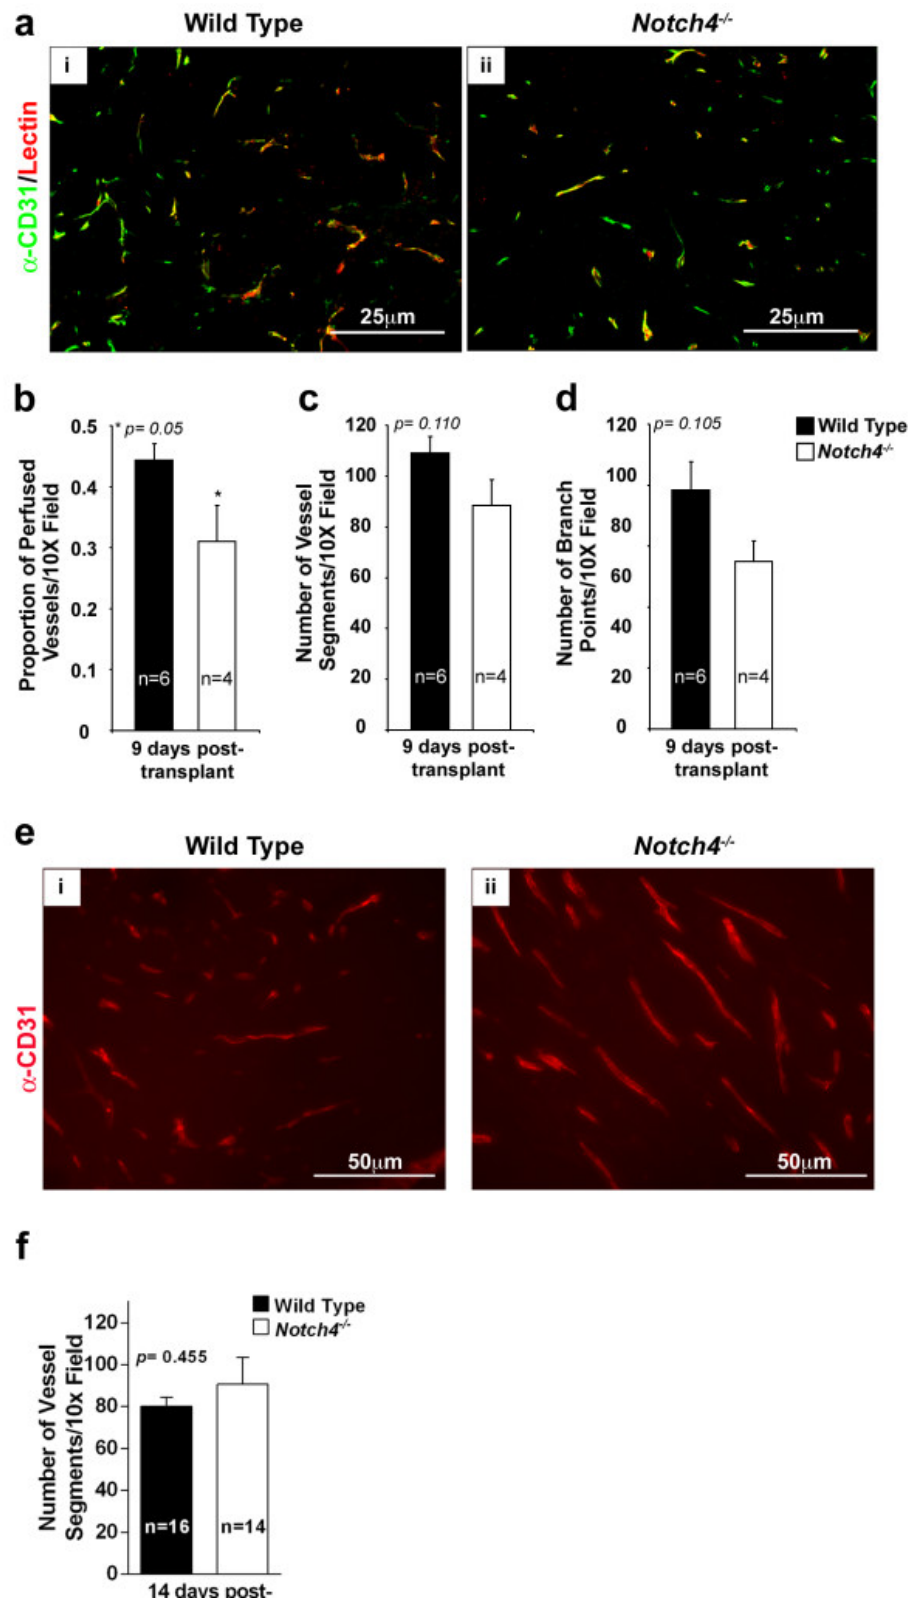 a
Wild Type
Notch4-/-
α-CD31/Lectin
i
ii
25μm
25μm
b
c
d
Proportion of Perfused
Vessels/10X Field
0.5
0.4
0.3
0.2
0.1
0
* p= 0.05
*
n=6
n=4
9 days post-
transplant
Number of Vessel
Segments/10X Field
120
100
80
60
40
20
0
p= 0.110
n=6
n=4
9 days post-
transplant
Number of Branch
Points/10X Field
120
100
80
60
40
20
0
p= 0.105
n=6
n=4
9 days post-
transplant
Wild Type
Notch4-/-
e
Wild Type
Notch4-/-
α-CD31
i
ii
50μm
50μm
f
Wild Type
Notch4-/-
Number of Vessel
Segments/10x Field
120
100
80
60
40
20
0
p= 0.455
n=16
n=14
14 days post-